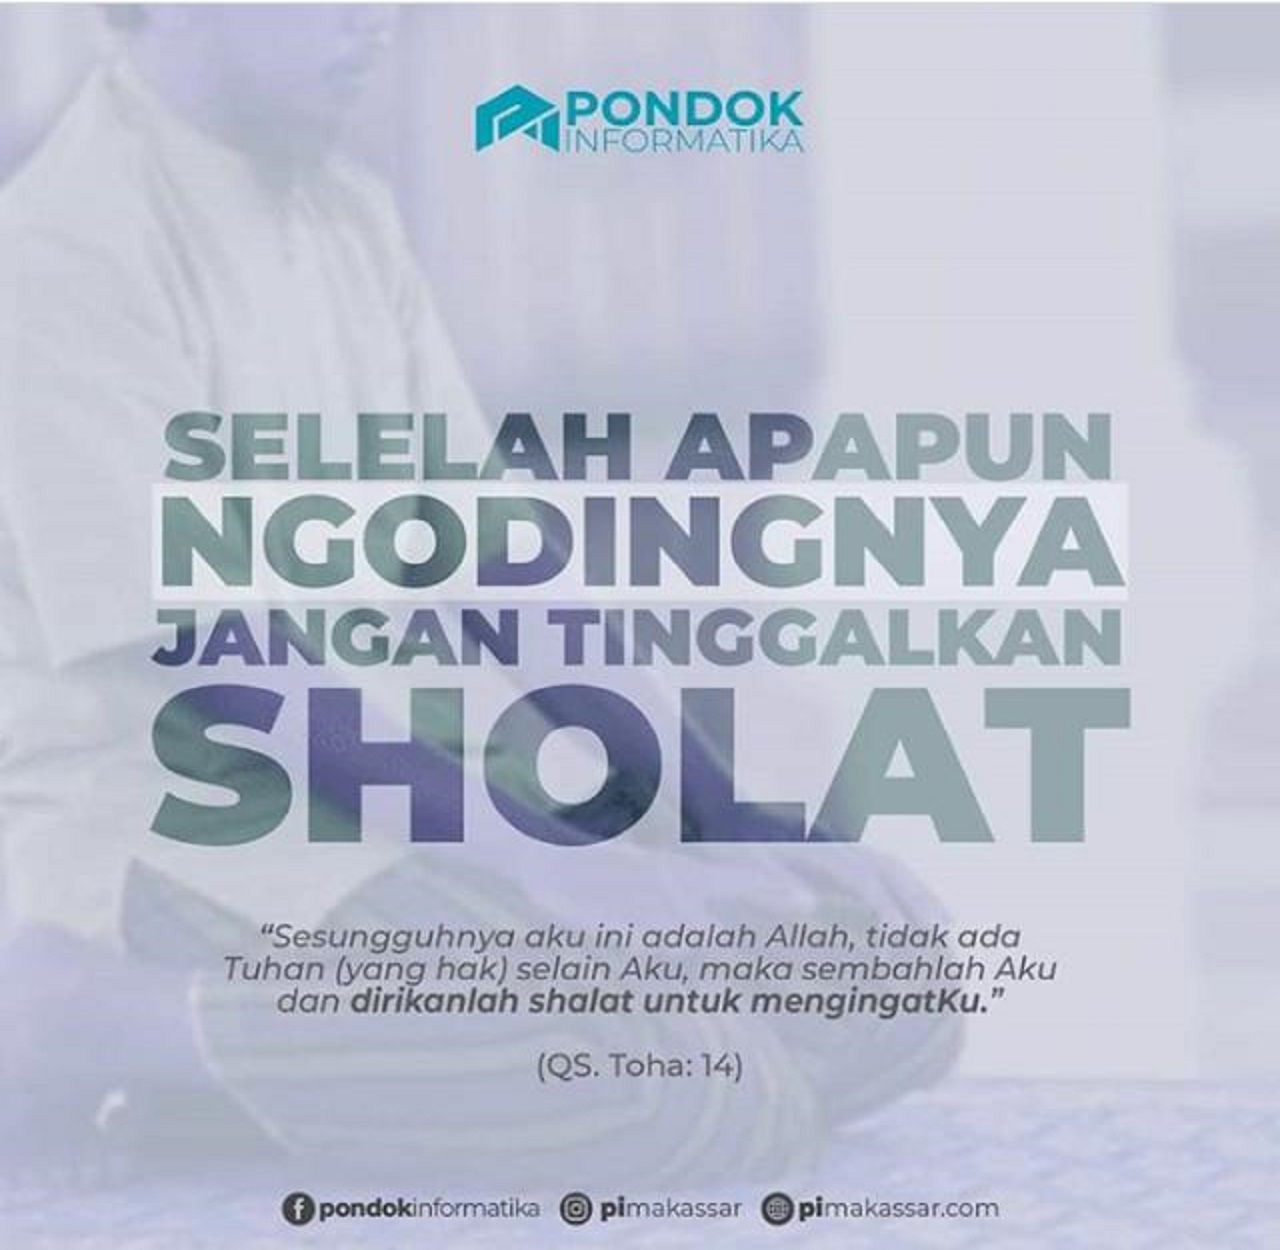 PONDOK
INFORMATIKA
SELELAH APAPUN
NGODINGNYA
JANGAN TINGGALKAN
SHOLAT
“Sesungguhnya aku ini adalah Allah, tidak ada
Tuhan (yang hak) selain Aku, maka sembahlah Aku
dan dirikanlah shalat untuk mengingatKu.”
(QS. Toha: 14)
pondokinformatika pimakassar pimakassar.com